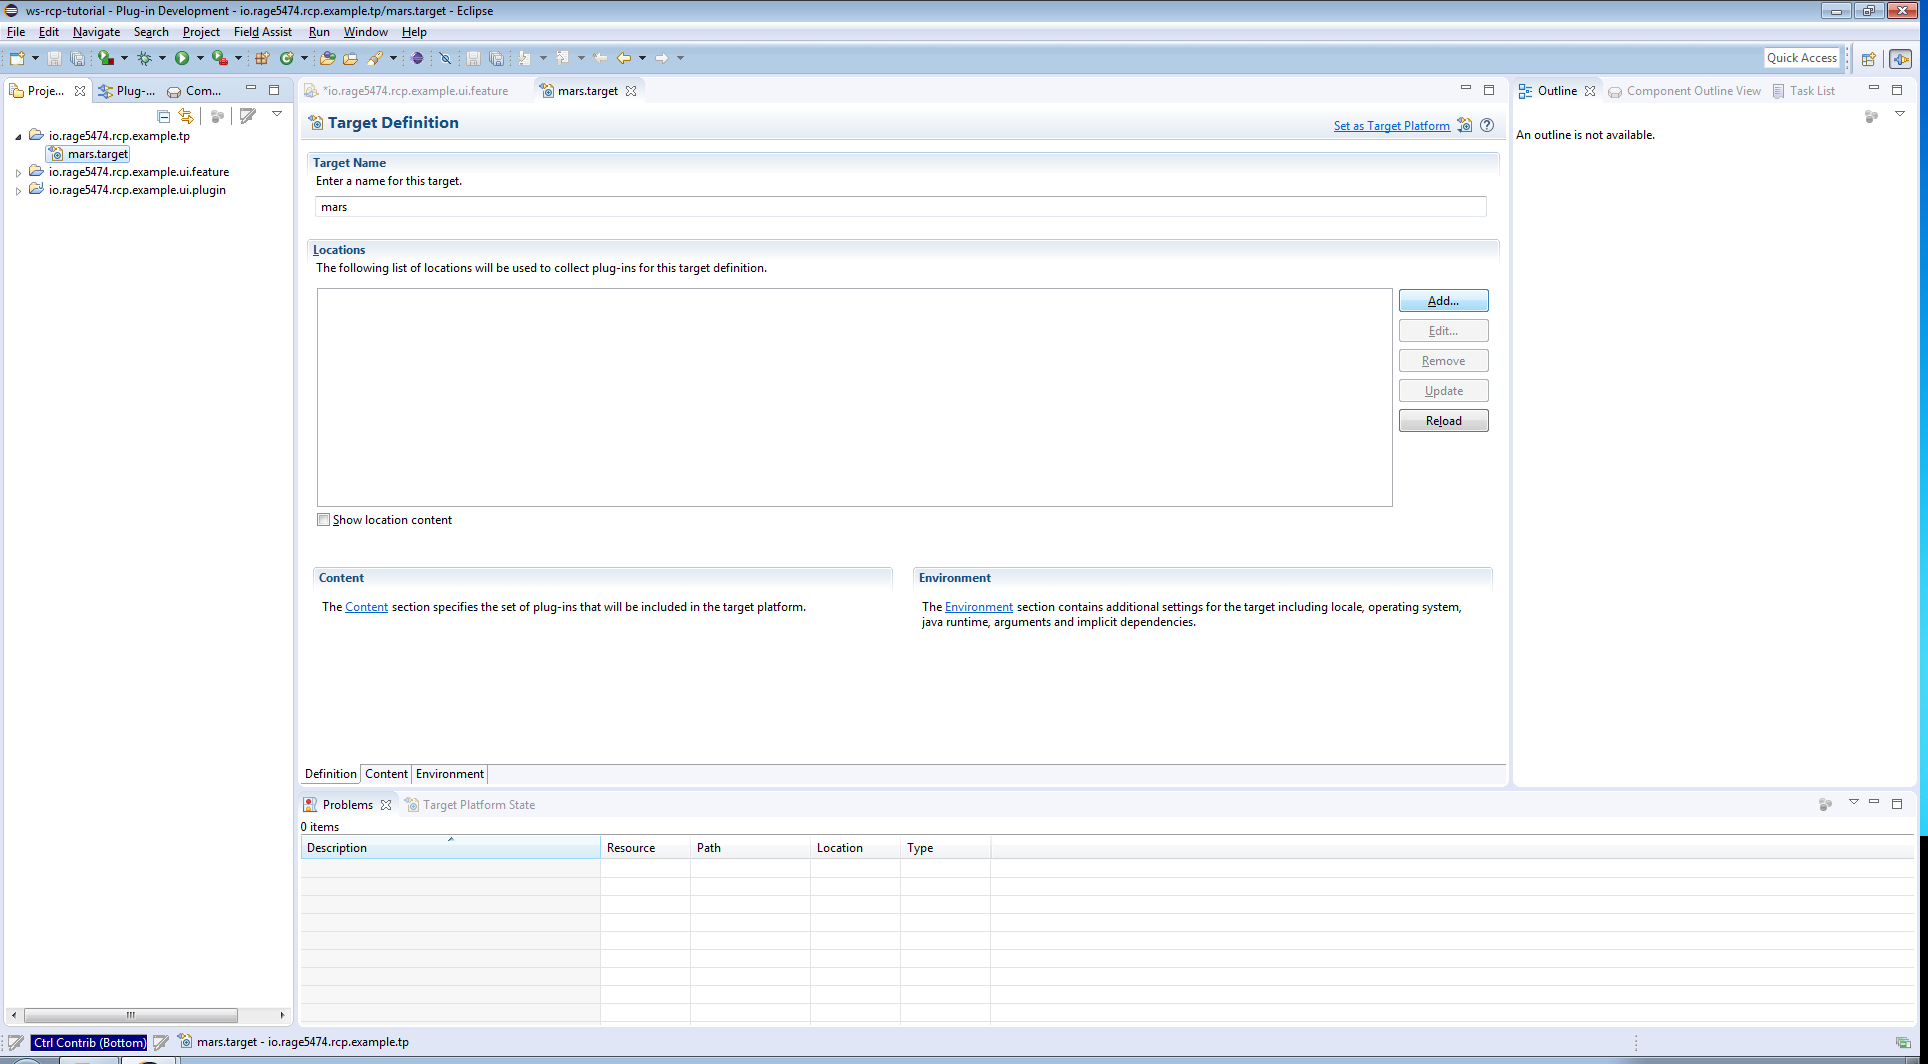 ws-rcp-tutorial - Plug-in Development - io.rage5474.rcp.example.tp/mars.target - Eclipse
File Edit Navigate Search Project Field Assist Run Window Help
Quick Access
Proje... Plug-... Com...
*io.rage5474.rcp.example.ui.feature mars.target
Outline Component Outline View Task List
io.rage5474.rcp.example.tp
mars.target
io.rage5474.rcp.example.ui.feature
io.rage5474.rcp.example.ui.plugin
Target Definition
Set as Target Platform
Target Name
Enter a name for this target.
mars
Locations
The following list of locations will be used to collect plug-ins for this target definition.
Add...
Edit...
Remove
Update
Reload
Show location content
Content
The Content section specifies the set of plug-ins that will be included in the target platform.
Environment
The Environment section contains additional settings for the target including locale, operating system,
java runtime, arguments and implicit dependencies.
Definition Content Environment
An outline is not available.
Problems Target Platform State
0 items
Description Resource Path Location Type
Ctrl Contrib (Bottom) mars.target - io.rage5474.rcp.example.tp